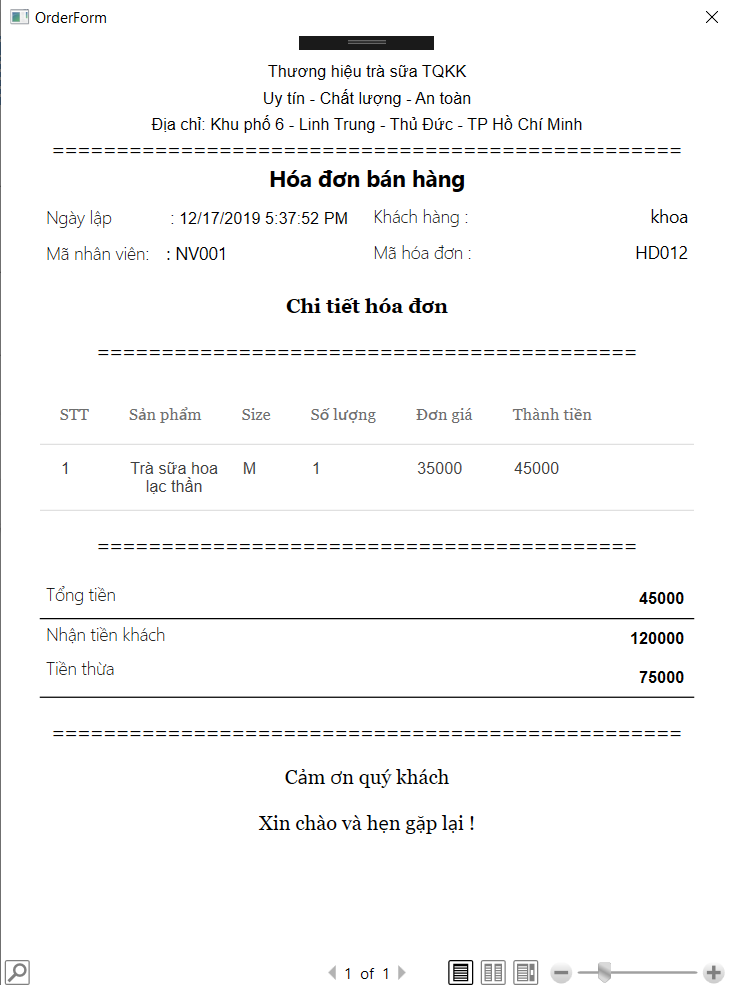 OrderForm
Thương hiệu trà sữa TQKK
Uy tín - Chất lượng - An toàn
Địa chỉ: Khu phố 6 - Linh Trung - Thủ Đức - TP Hồ Chí Minh
=================================================
Hóa đơn bán hàng
Ngày lập : 12/17/2019 5:37:52 PM Khách hàng : khoa
Mã nhân viên: : NV001 Mã hóa đơn : HD012
Chi tiết hóa đơn
==========================================
STT Sản phẩm Size Số lượng Đơn giá Thành tiền
1 Trà sữa hoa M 1 35000 45000
lạc thần
==========================================
Tổng tiền 45000
Nhận tiền khách 120000
Tiền thừa 75000
=================================================
Cảm ơn quý khách
Xin chào và hẹn gặp lại !
1 of 1